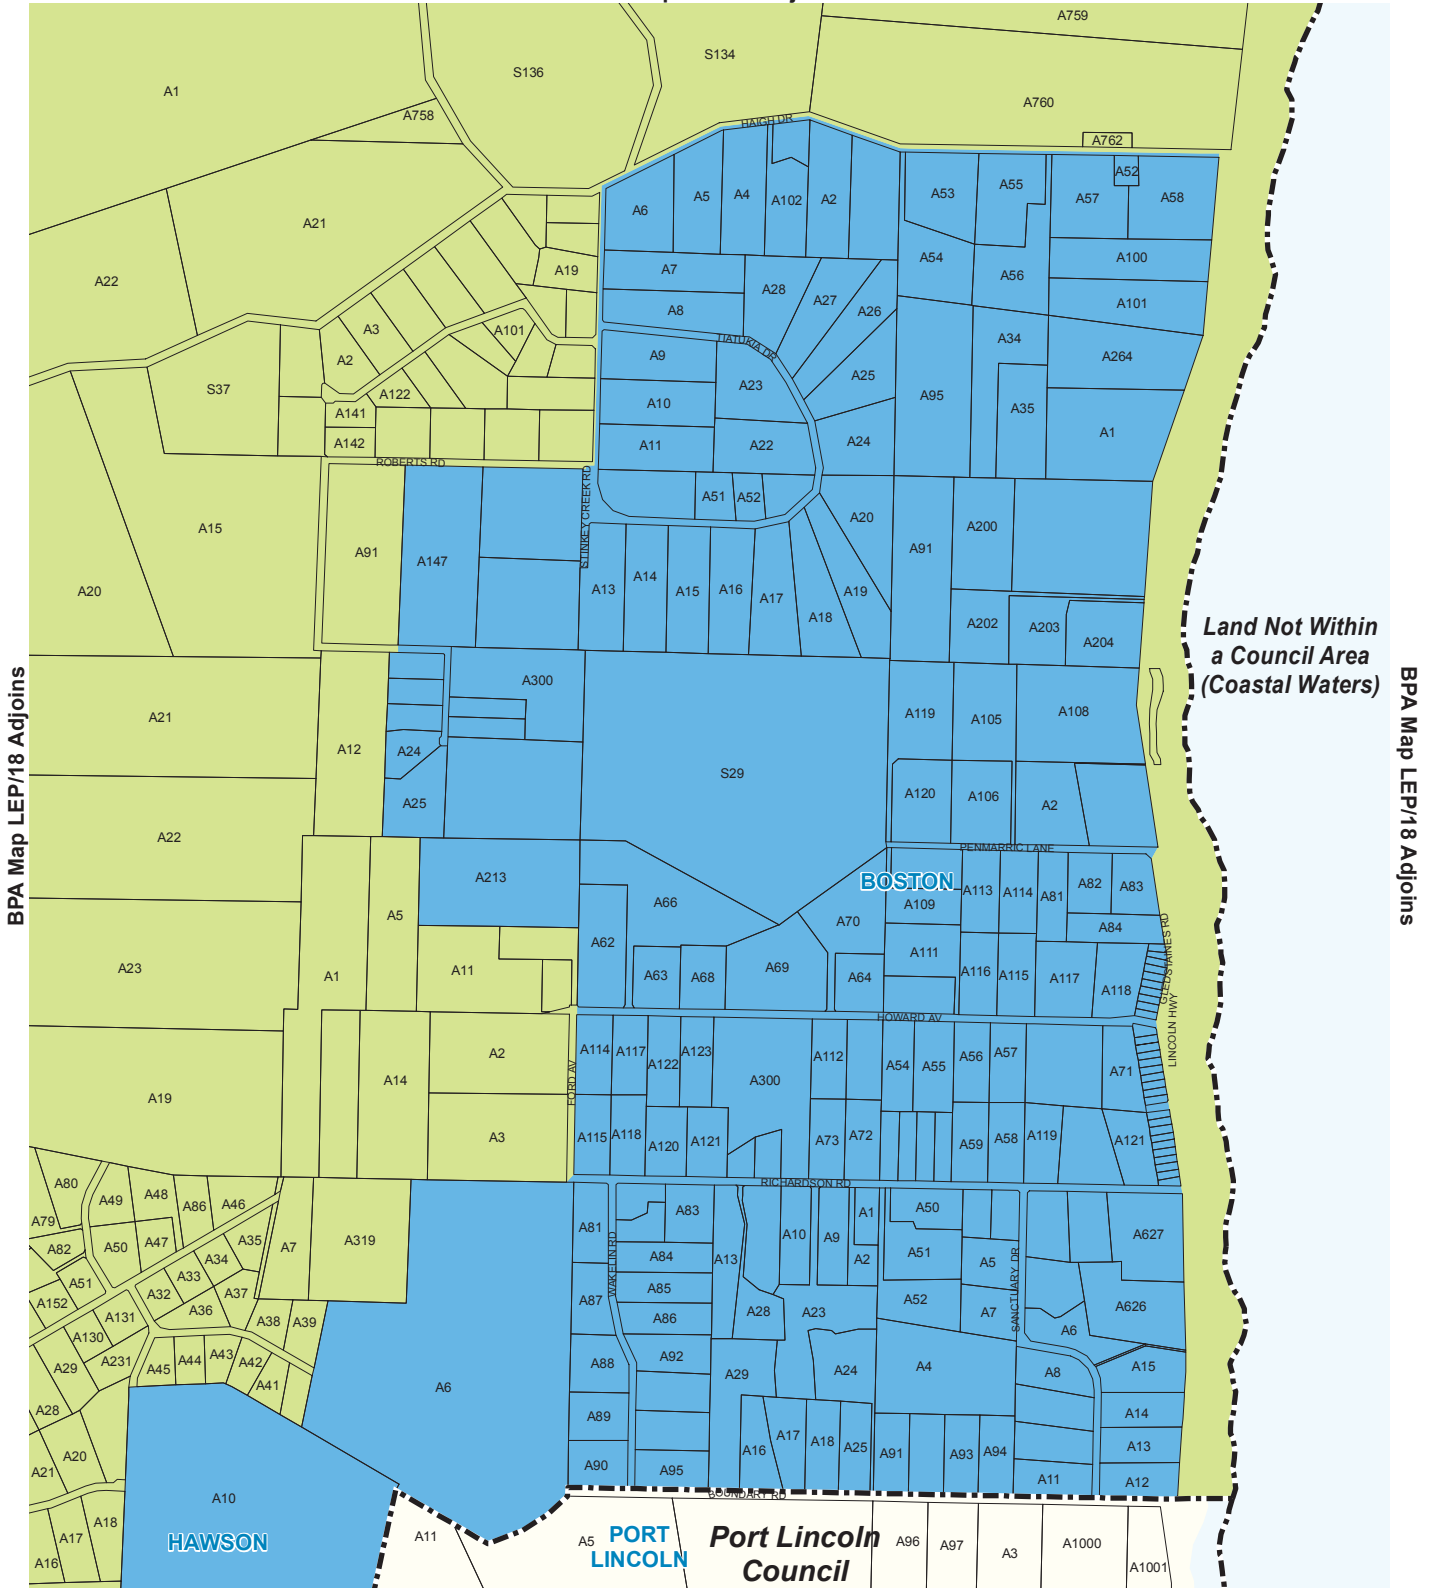 A759
S134
S136
A1
A760
A758
HAIGH DR
A762
A52
A55
A53
A5
A4
A57
A58
A102
A2
A6
A21
A54
A100
A19
A7
A56
A22
A28
A27
A101
A8
A26
A3
A101
A34
TIATUKIA DR
A9
A264
A2
A25
A23
S37
A122
A95
A10
A35
A141
A1
A24
A142
A11
A22
ROBERTS RD
STINKEY CREEK RD
A51
A52
A20
A15
A200
A91
A91
A147
A14
A13
A15
A16
A17
A19
A20
A18
A202
A203
A204
Land Not Within
a Council Area
(Coastal Waters)
BPA Map LEP/18 Adjoins
BPA Map LEP/18 Adjoins
A300
A21
A119
A105
A108
A12
A24
S29
A120
A106
A25
A2
A22
PENMARRIC LANE
A213
BOSTON
A113
A114
A81
A82
A83
A66
A109
A5
A70
A84
A62
A111
GLEDSTAINES RD
A23
A1
A11
A63
A68
A69
A64
A116
A115
A117
A118
HOWARD AV
LINCOLN HWY
A2
A114
A117
A123
A122
A112
A54
A55
A56
A57
A14
A300
A71
FORD AV
A19
A3
A115
A118
A120
A121
A73
A72
A59
A58
A119
A121
RICHARDSON RD
A80
A49
A48
A86
A46
A79
A81
A83
A10
A9
A1
A50
A627
A82
A50
A47
A35
A7
A319
WAKELIN RD
A84
A13
A2
A51
A5
SANCTUARY DR
A34
A51
A33
A85
A32
A37
A152
A36
A87
A86
A28
A23
A52
A7
A626
A131
A38
A39
A6
A130
A29
A231
A45
A44
A43
A42
A88
A92
A29
A24
A4
A8
A15
A41
A6
A28
A89
A14
A20
A16
A17
A18
A25
A91
A93
A94
A13
A21
A90
A95
A11
A12
A10
BOUNDARY RD
A18
A17
A16
HAWSON
A11
A5
PORT
LINCOLN
Port Lincoln
Council
A96
A97
A3
A1000
A1001